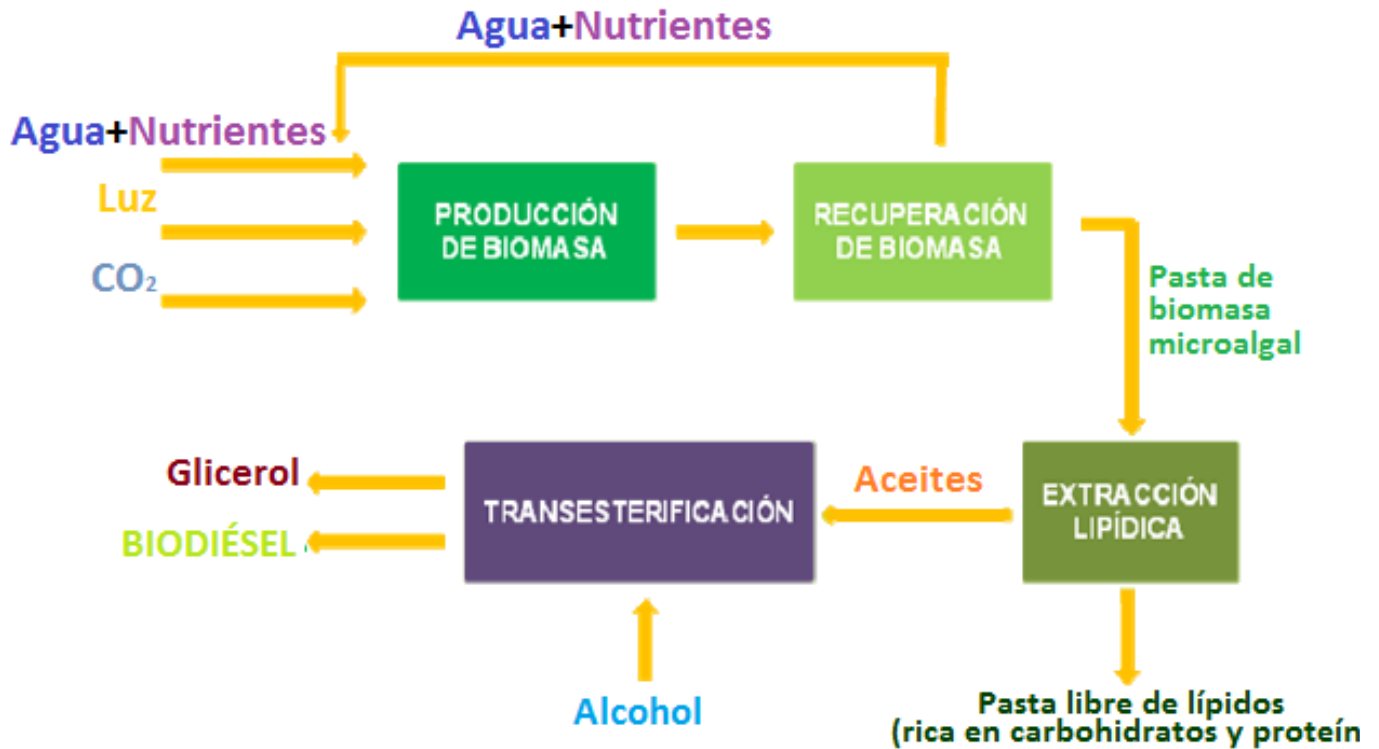 Agua+Nutrientes
Agua+Nutrientes
Luz
CO₂
PRODUCCIÓN
DE BIOMASA
RECUPERACIÓN
DE BIOMASA
Pasta de
biomasa
microalgal
EXTRACCIÓN
LIPÍDICA
Aceites
TRANSESTERIFICACIÓN
Glicerol
BIODIÉSEL
Alcohol
Pasta libre de lípidos
(rica en carbohidratos y proteín